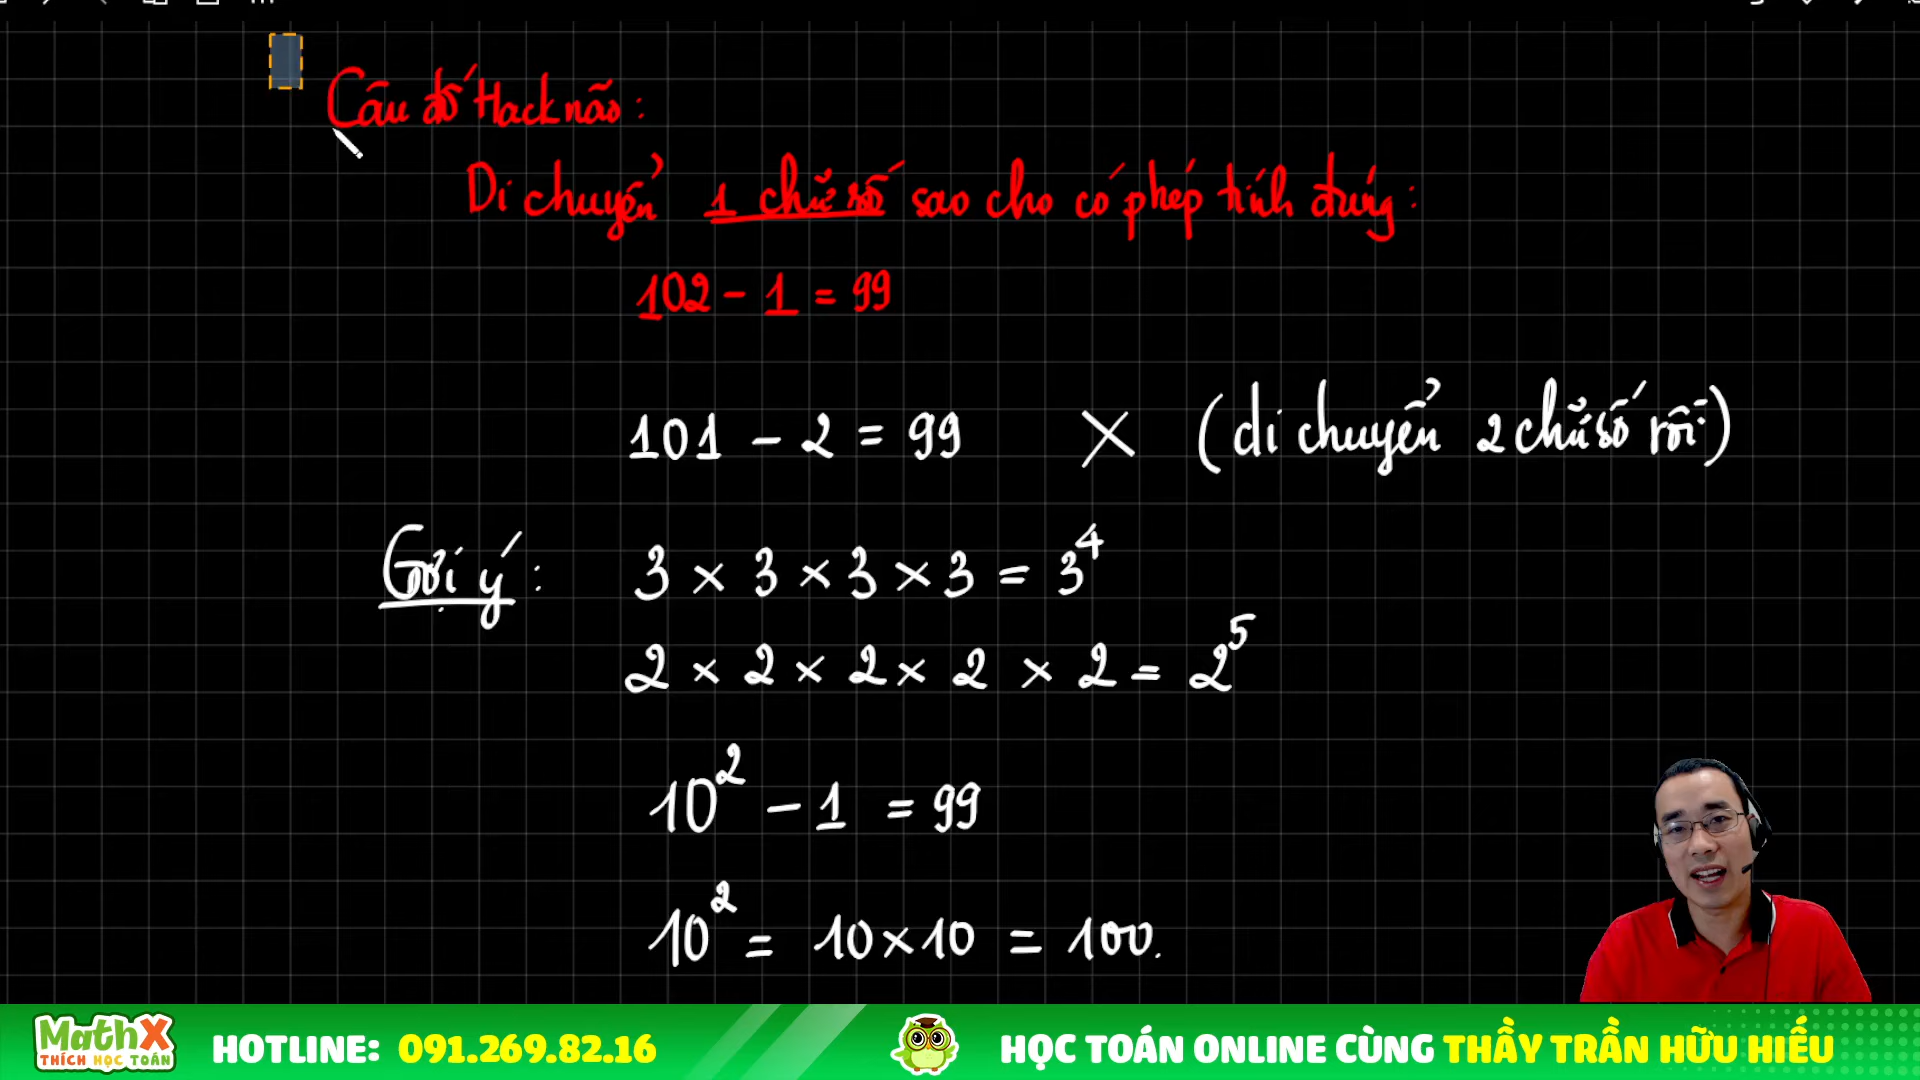 Câu đố Hack não:
Di chuyển 1 chữ số sao cho có phép tính đúng:
102 - 1 = 99
101 - 2 = 99 X (di chuyển 2 chữ số rồi)
Gợi ý: 3 × 3 × 3 × 3 = 3⁴
2 × 2 × 2 × 2 × 2 = 2⁵
10² - 1 = 99
10² = 10 × 10 = 100.
MathX
THÍCH HỌC TOÁN
HOTLINE: 091.269.82.16
HỌC TOÁN ONLINE CÙNG THẦY TRẦN HỮU HIẾU